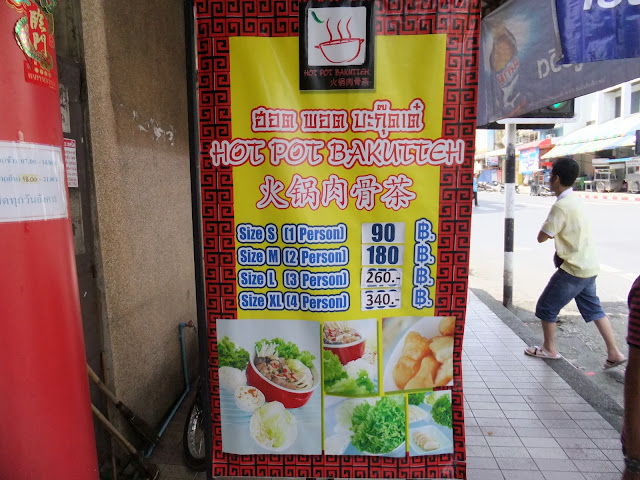 HOT POT BAKUTTEH
火锅肉骨茶
ฮอต พอต บะกุ๊ดเต๋
HOT POT BAKUTTEH
火锅肉骨茶
Size S (1 Person) 90 ฿.
Size M (2 Person) 180 ฿.
Size L (3 Person) 260.- ฿.
Size XL (4 Person) 340.- ฿.